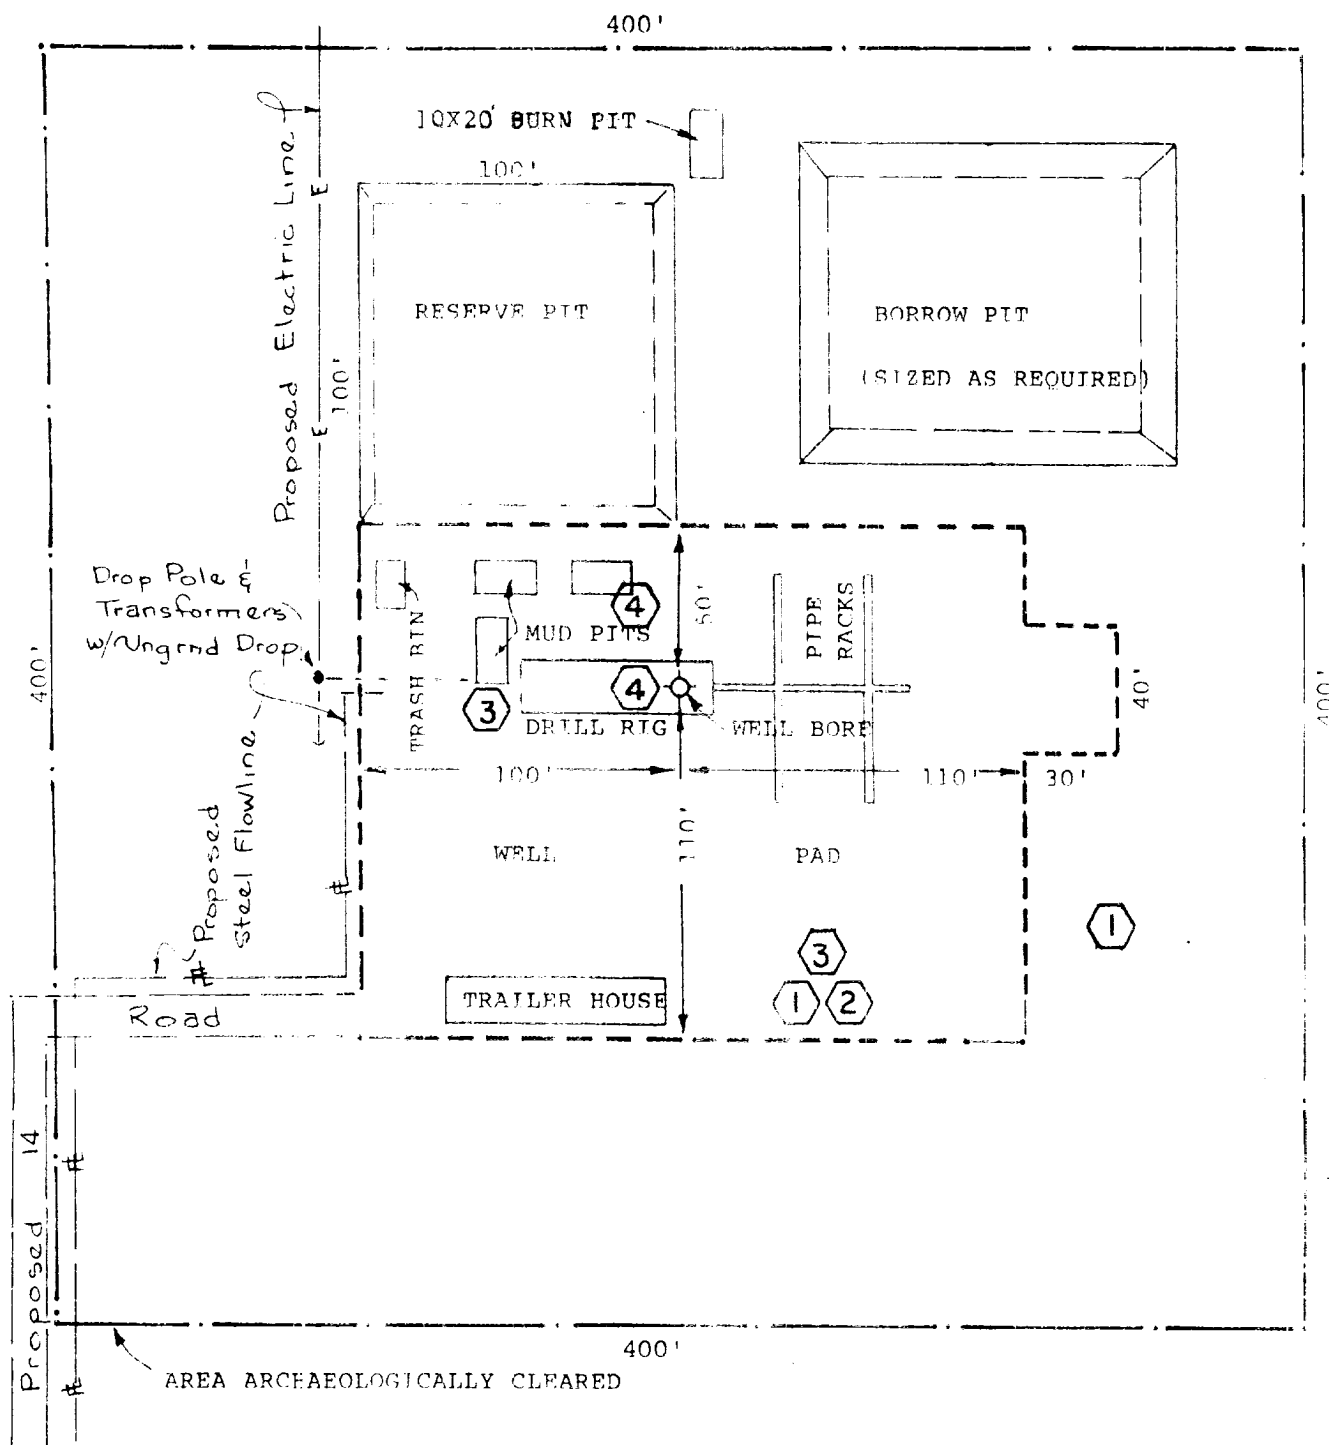 400'
10X20' BURN PIT
100'
Proposed Electric Line
E
RESERVE PIT
BORROW PIT
(SIZED AS REQUIRED)
100'
E
Drop Pole &
Transformers
w/Ungrnd Drop
TRASH BIN
MUD PITS
4
PIPE
RACKS
400'
3
4
DRILL RIG
WELL BORE
40'
400'
100'
110'
30'
Proposed
Steel Flowline
110'
WELL
PAD
1
3
TRAILER HOUSE
1
2
Road
Proposed 14
400'
AREA ARCHAEOLOGICALLY CLEARED